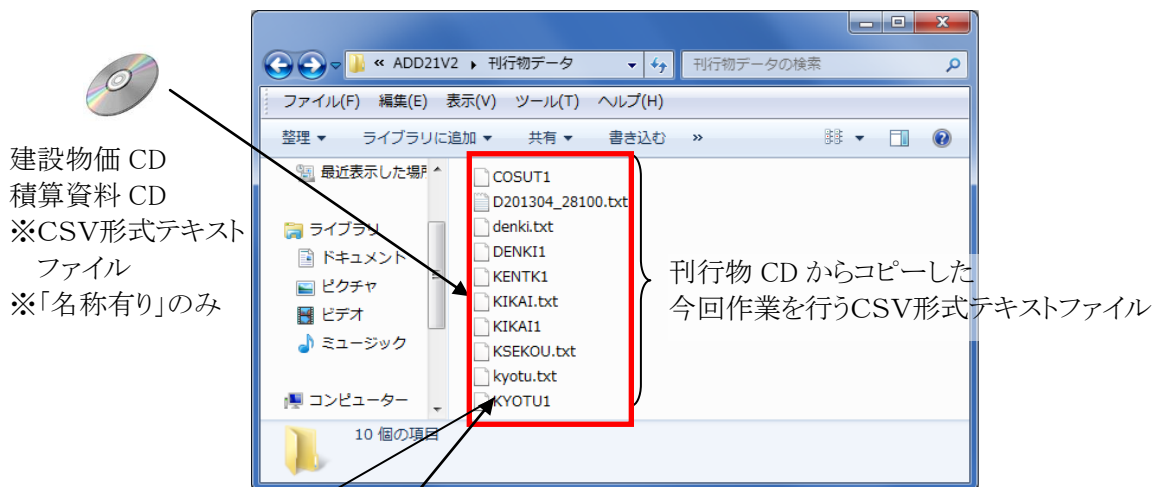 建設物価 CD
積算資料 CD
※CSV形式テキスト
ファイル
※「名称有り」のみ
« ADD21V2 ▸ 刊行物データ
刊行物データの検索
ファイル(F) 編集(E) 表示(V) ツール(T) ヘルプ(H)
整理 ▼ ライブラリに追加 ▼ 共有 ▼ 書き込む »
最近表示した場所
ライブラリ
ドキュメント
ピクチャ
ビデオ
ミュージック
コンピューター
COSUT1
D201304_28100.txt
denki.txt
DENKI1
KENTK1
KIKAI.txt
KIKAI1
KSEKOU.txt
kyotu.txt
KYOTU1
10 個の項目
刊行物 CD からコピーした
今回作業を行うCSV形式テキストファイル